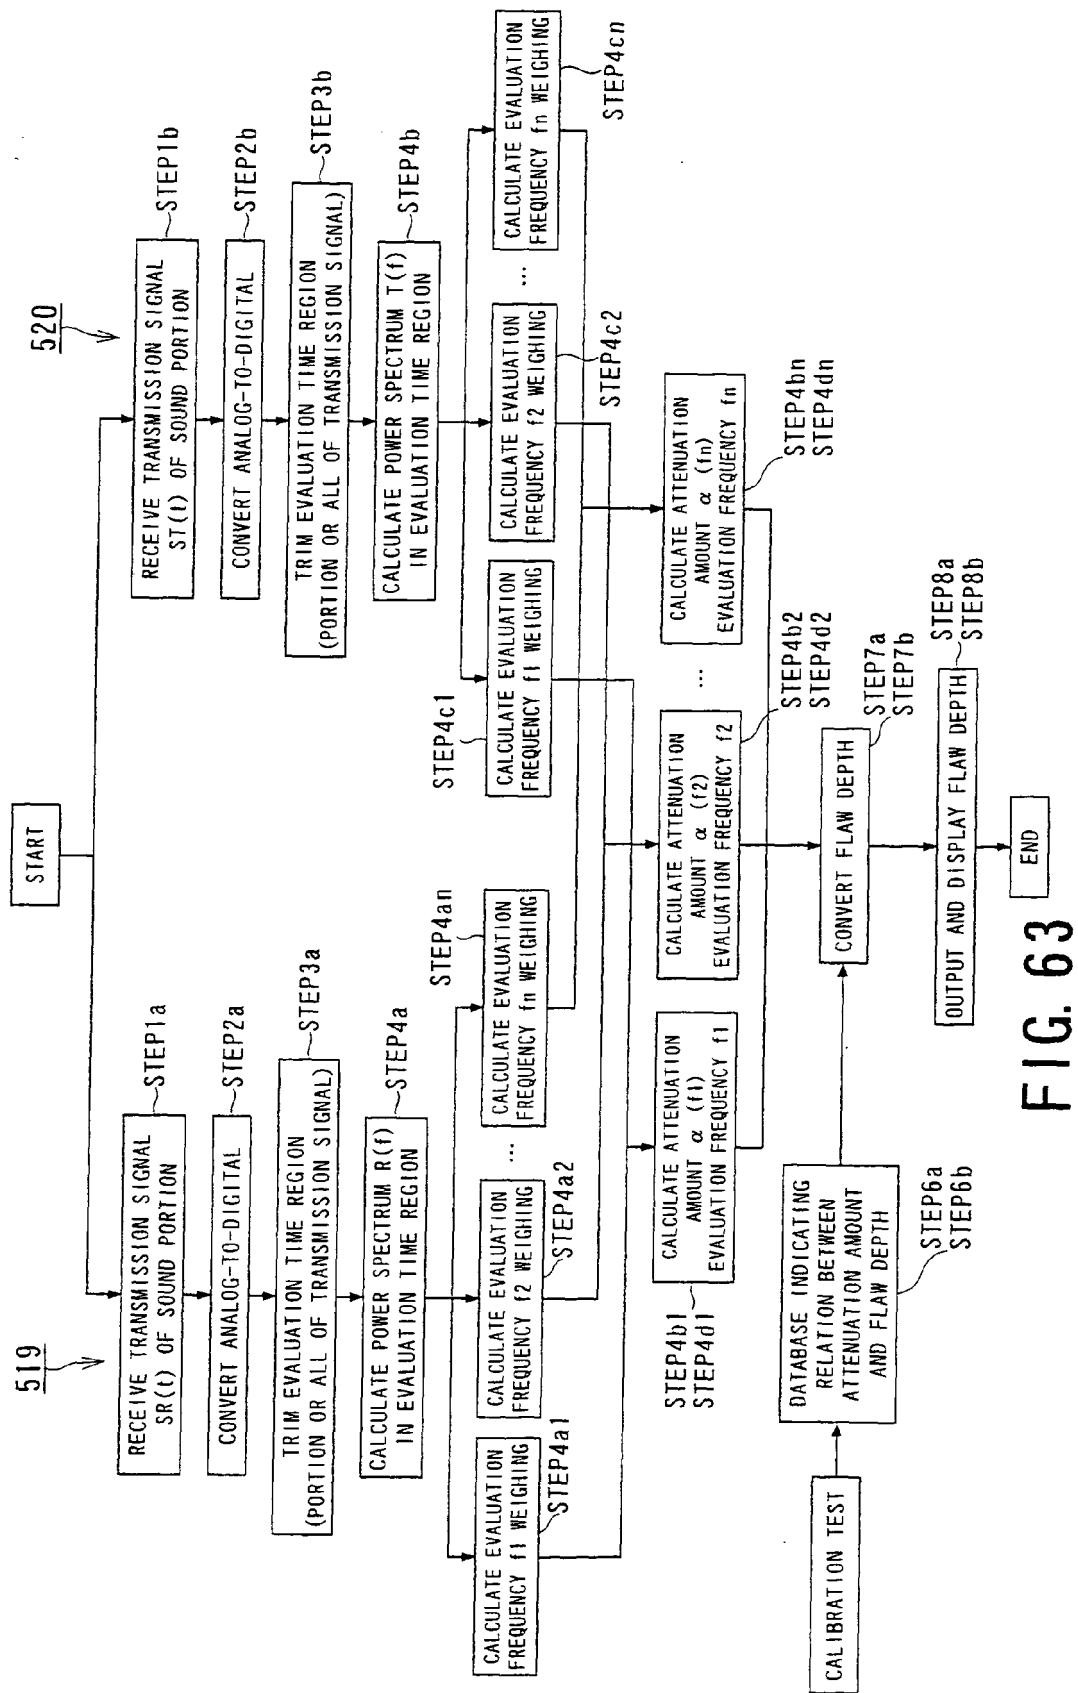 START
519
520
RECEIVE TRANSMISSION SIGNAL
SR(t) OF SOUND PORTION
STEP1a
CONVERT ANALOG-TO-DIGITAL
STEP2a
TRIM EVALUATION TIME REGION
(PORTION OR ALL OF TRANSMISSION SIGNAL)
STEP3a
CALCULATE POWER SPECTRUM R(f)
IN EVALUATION TIME REGION
STEP4a
RECEIVE TRANSMISSION SIGNAL
ST(t) OF SOUND PORTION
STEP1b
CONVERT ANALOG-TO-DIGITAL
STEP2b
TRIM EVALUATION TIME REGION
(PORTION OR ALL OF TRANSMISSION SIGNAL)
STEP3b
CALCULATE POWER SPECTRUM T(f)
IN EVALUATION TIME REGION
STEP4b
CALCULATE EVALUATION
FREQUENCY f1 WEIGHING
STEP4a1
CALCULATE EVALUATION
FREQUENCY f2 WEIGHING
STEP4a2
...
CALCULATE EVALUATION
FREQUENCY fn WEIGHING
STEP4an
CALCULATE EVALUATION
FREQUENCY f1 WEIGHING
STEP4c1
CALCULATE EVALUATION
FREQUENCY f2 WEIGHING
STEP4c2
...
CALCULATE EVALUATION
FREQUENCY fn WEIGHING
STEP4cn
CALCULATE ATTENUATION
AMOUNT α (f1)
EVALUATION FREQUENCY f1
STEP4b1
STEP4d1
CALCULATE ATTENUATION
AMOUNT α (f2)
EVALUATION FREQUENCY f2
STEP4b2
STEP4d2
...
CALCULATE ATTENUATION
AMOUNT α (fn)
EVALUATION FREQUENCY fn
STEP4bn
STEP4dn
CALIBRATION TEST
DATABASE INDICATING
RELATION BETWEEN
ATTENUATION AMOUNT
AND FLAW DEPTH
STEP6a
STEP6b
CONVERT FLAW DEPTH
STEP7a
STEP7b
OUTPUT AND DISPLAY FLAW DEPTH
STEP8a
STEP8b
END
FIG. 63